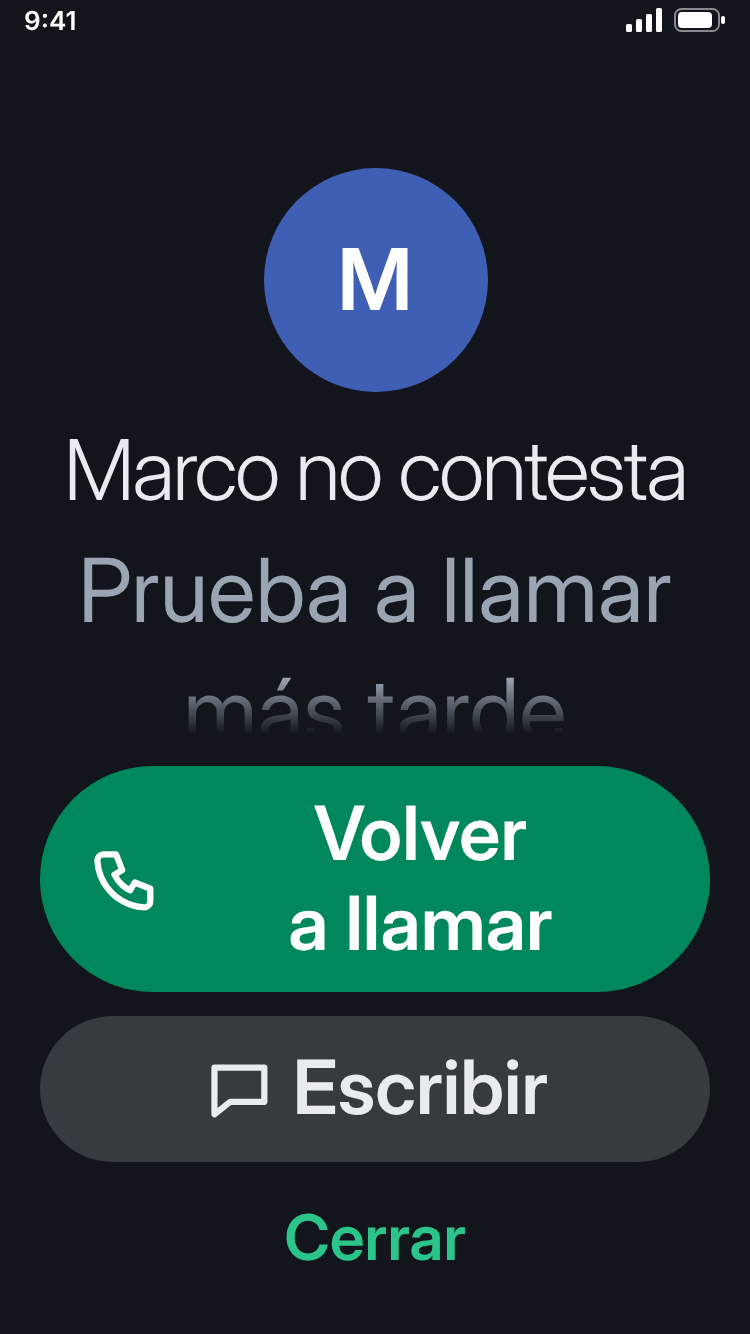 9:41
M
Marco no contesta
Prueba a llamar
más tarde
Volver
a llamar
Escribir
Cerrar